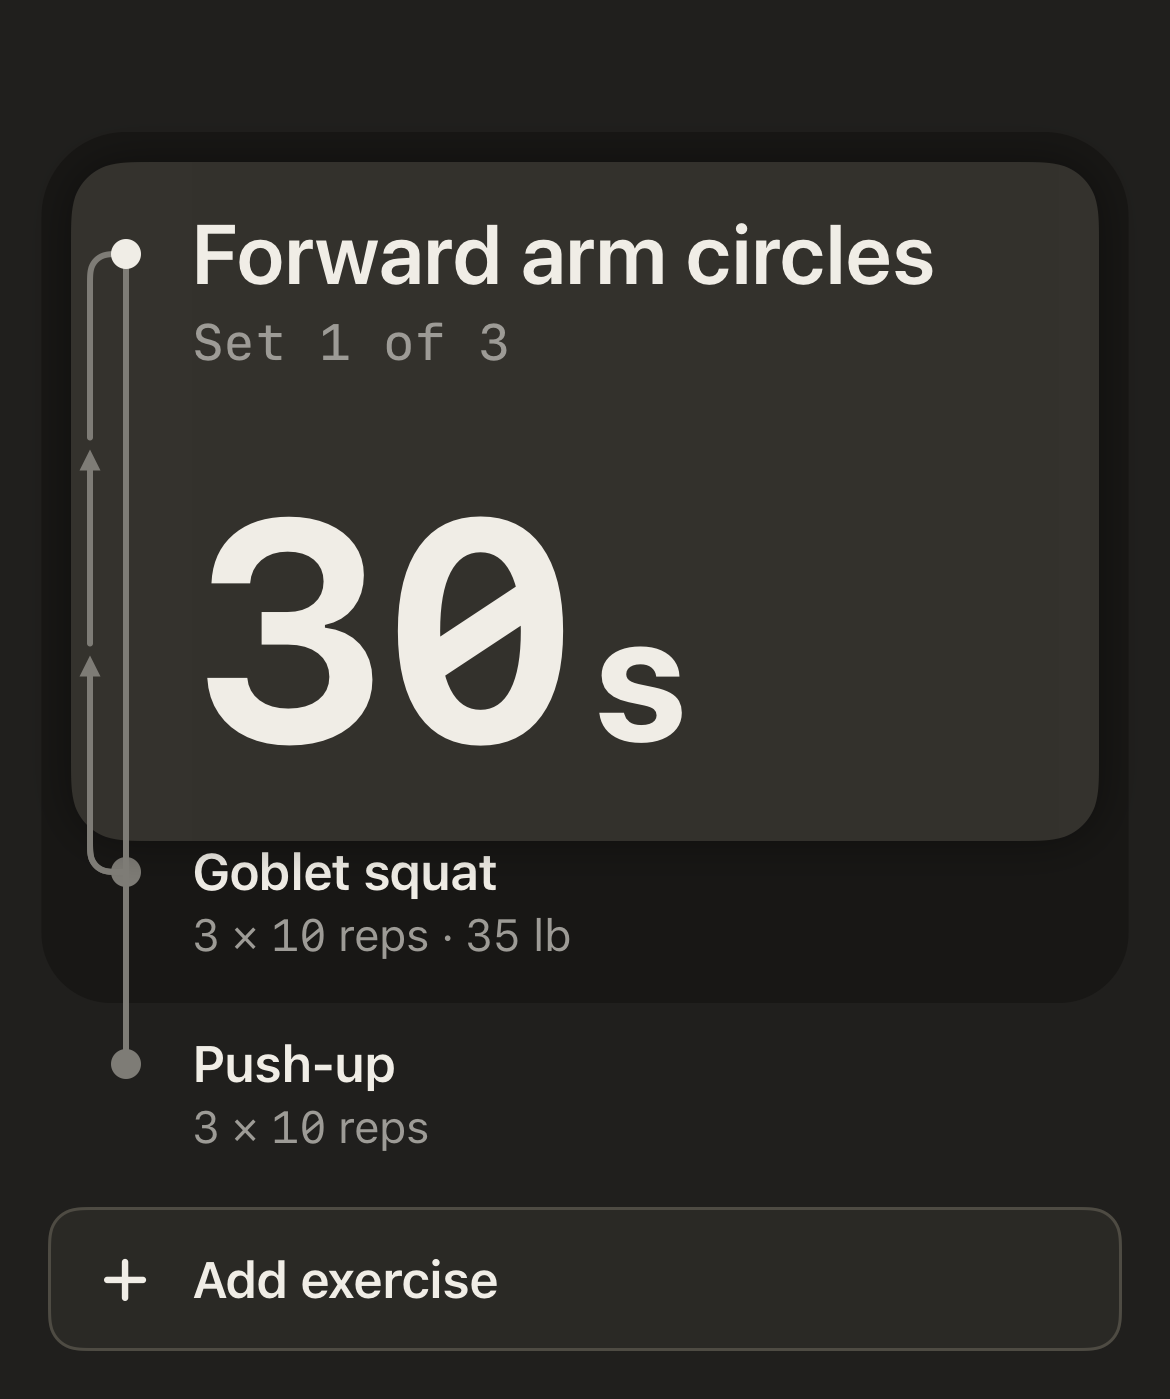 Forward arm circles
Set 1 of 3
30s
Goblet squat
3 × 10 reps · 35 lb
Push-up
3 × 10 reps
+ Add exercise